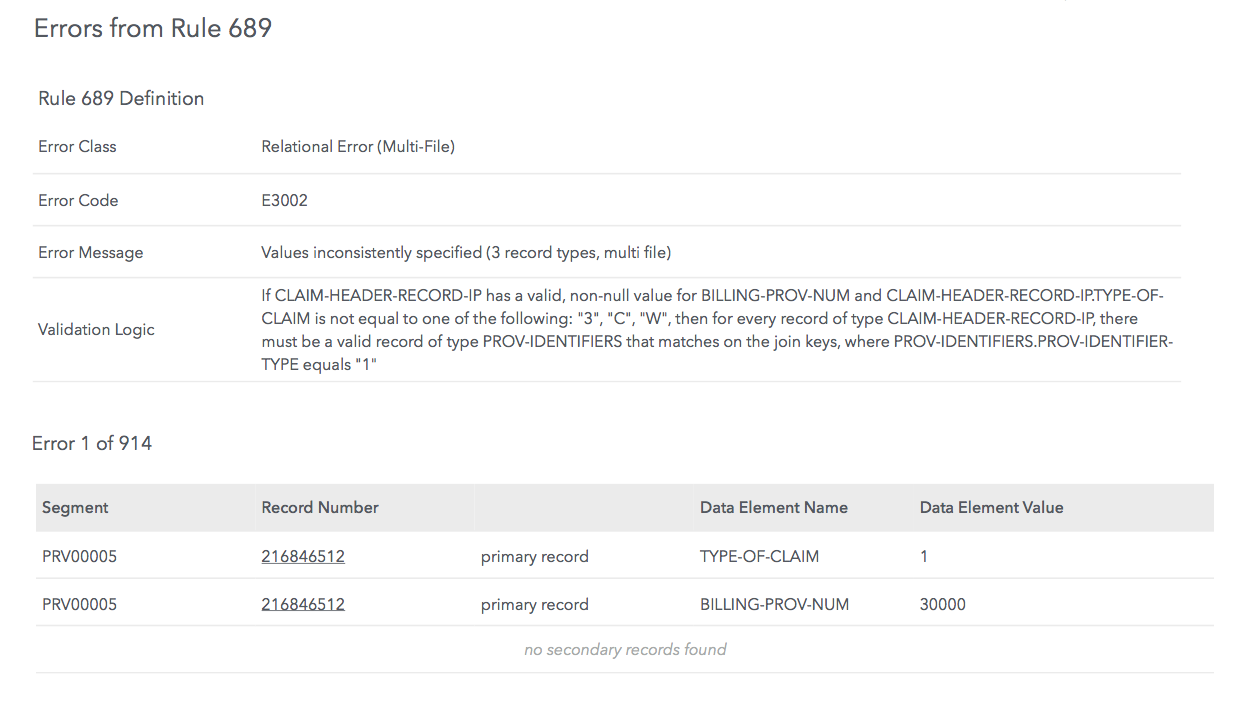 Errors from Rule 689
Rule 689 Definition
Error Class Relational Error (Multi-File)
Error Code E3002
Error Message Values inconsistently specified (3 record types, multi file)
Validation Logic
If CLAIM-HEADER-RECORD-IP has a valid, non-null value for BILLING-PROV-NUM and CLAIM-HEADER-RECORD-IP.TYPE-OF-
CLAIM is not equal to one of the following: "3", "C", "W", then for every record of type CLAIM-HEADER-RECORD-IP, there
must be a valid record of type PROV-IDENTIFIERS that matches on the join keys, where PROV-IDENTIFIERS.PROV-IDENTIFIER-
TYPE equals "1"
Error 1 of 914
Segment Record Number Data Element Name Data Element Value
PRV00005 216846512 primary record TYPE-OF-CLAIM 1
PRV00005 216846512 primary record BILLING-PROV-NUM 30000
no secondary records found